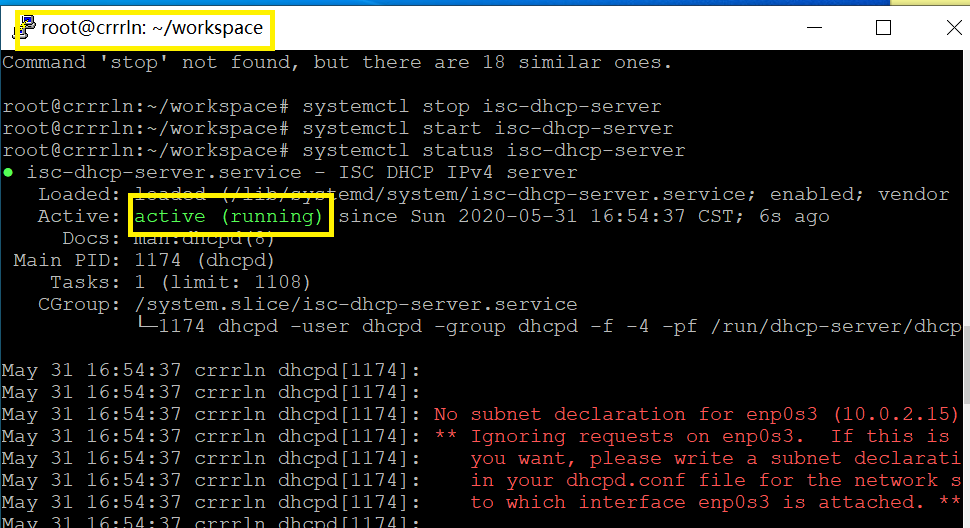 root@crrrln: ~/workspace
Command 'stop' not found, but there are 18 similar ones.
root@crrrln:~/workspace# systemctl stop isc-dhcp-server
root@crrrln:~/workspace# systemctl start isc-dhcp-server
root@crrrln:~/workspace# systemctl status isc-dhcp-server
● isc-dhcp-server.service - ISC DHCP IPv4 server
Loaded: loaded (/lib/systemd/system/isc-dhcp-server.service; enabled; vendor
Active: active (running) since Sun 2020-05-31 16:54:37 CST; 6s ago
Docs: man:dhcpd(8)
Main PID: 1174 (dhcpd)
Tasks: 1 (limit: 1108)
CGroup: /system.slice/isc-dhcp-server.service
└─1174 dhcpd -user dhcpd -group dhcpd -f -4 -pf /run/dhcp-server/dhcp
May 31 16:54:37 crrrln dhcpd[1174]:
May 31 16:54:37 crrrln dhcpd[1174]:
May 31 16:54:37 crrrln dhcpd[1174]: No subnet declaration for enp0s3 (10.0.2.15)
May 31 16:54:37 crrrln dhcpd[1174]: ** Ignoring requests on enp0s3. If this is
May 31 16:54:37 crrrln dhcpd[1174]: you want, please write a subnet declarati
May 31 16:54:37 crrrln dhcpd[1174]: in your dhcpd.conf file for the network s
May 31 16:54:37 crrrln dhcpd[1174]: to which interface enp0s3 is attached. **
May 31 16:54:37 crrrln dhcpd[1174]: